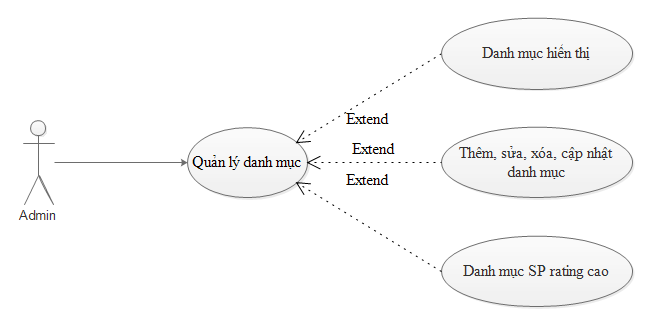 Danh mục hiển thị
Extend
Thêm, sửa, xóa, cập nhật
danh mục
Extend
Quản lý danh mục
Extend
Admin
Danh mục SP rating cao